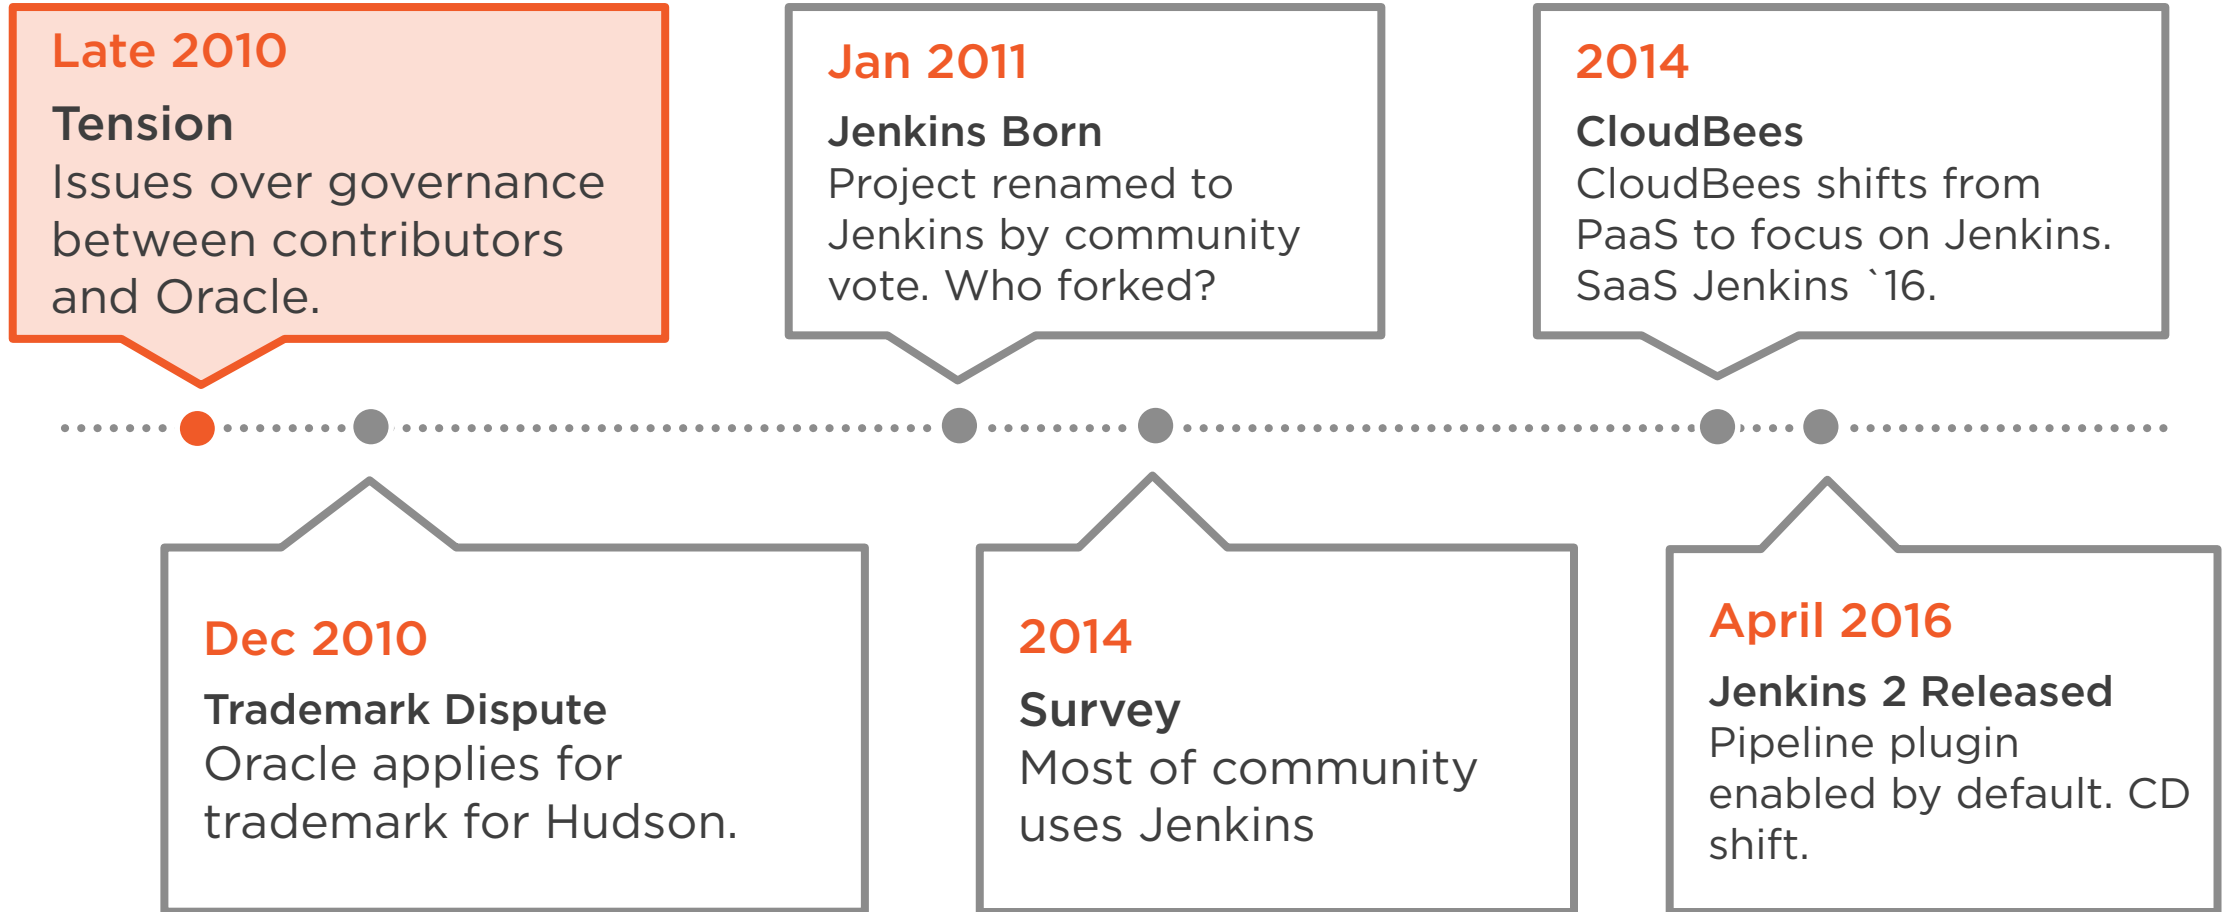 Late 2010
Tension
Issues over governance
between contributors
and Oracle.
Jan 2011
Jenkins Born
Project renamed to
Jenkins by community
vote. Who forked?
2014
CloudBees
CloudBees shifts from
PaaS to focus on Jenkins.
SaaS Jenkins `16.
Dec 2010
Trademark Dispute
Oracle applies for
trademark for Hudson.
2014
Survey
Most of community
uses Jenkins
April 2016
Jenkins 2 Released
Pipeline plugin
enabled by default. CD
shift.